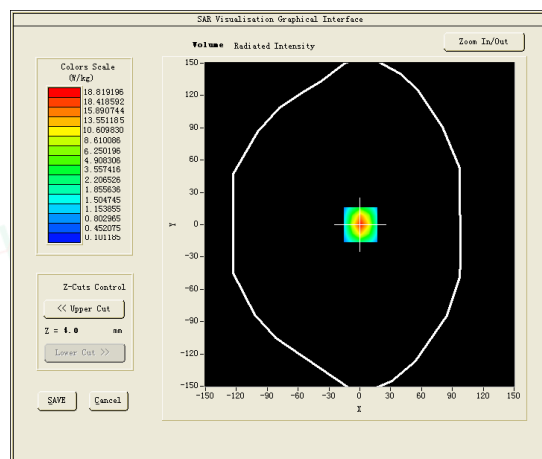 SAR Visualisation Graphical Interface
Volume Radiated Intensity
Zoom In/Out
Colors Scale
(W/kg)
18.819196
18.418592
15.890744
13.551185
10.609830
8.610086
6.250196
4.908306
3.557416
2.206526
1.855636
1.504745
1.153855
0.802965
0.452075
0.101185
Z-Cuts Control
<< Upper Cut
Z = 4.0 mm
Lower Cut >>
SAVE
Cancel
150
120
90
60
30
Y
0
-30
-60
-90
-120
-150
-150 -120 -90 -60 -30 0 30 60 90 120 150
X